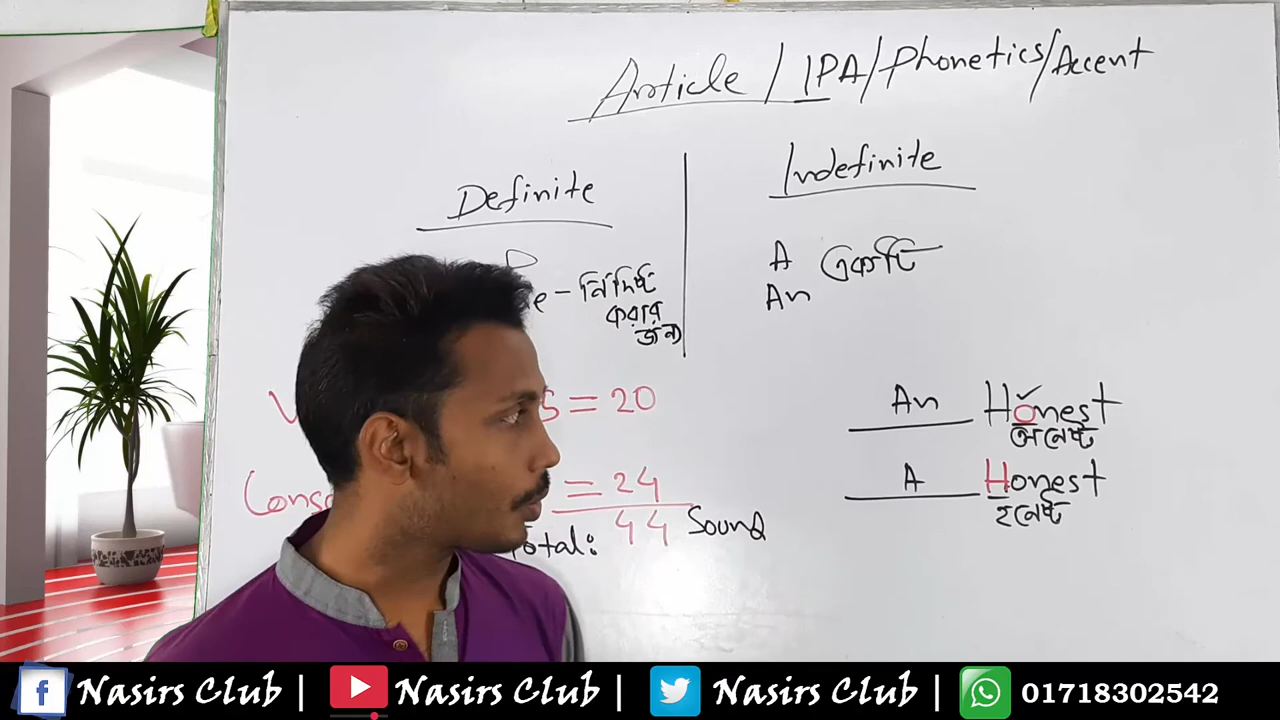 Article / IPA/Phonetics/Accent
Definite
Indefinite
A একটি
An
e - নির্দিষ্ট
করার
জন্য
s = 20
= 24
Total: 44 Sound
An Honest
অনেষ্ট
A Honest
হনেষ্ট
Nasirs Club | Nasirs Club | Nasirs Club | 01718302542